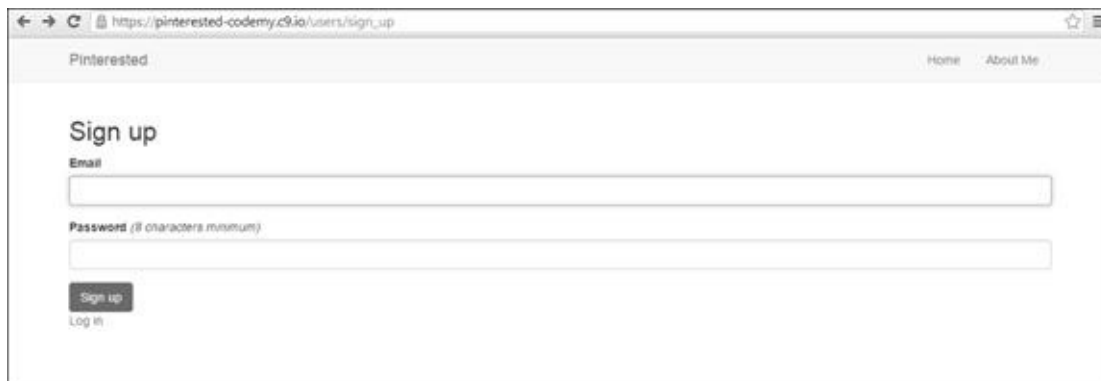 https://pinterested-codemy.c9.io/users/sign_up
Pinterested Home About Me
Sign up
Email
Password (8 characters minimum)
Sign up
Log in